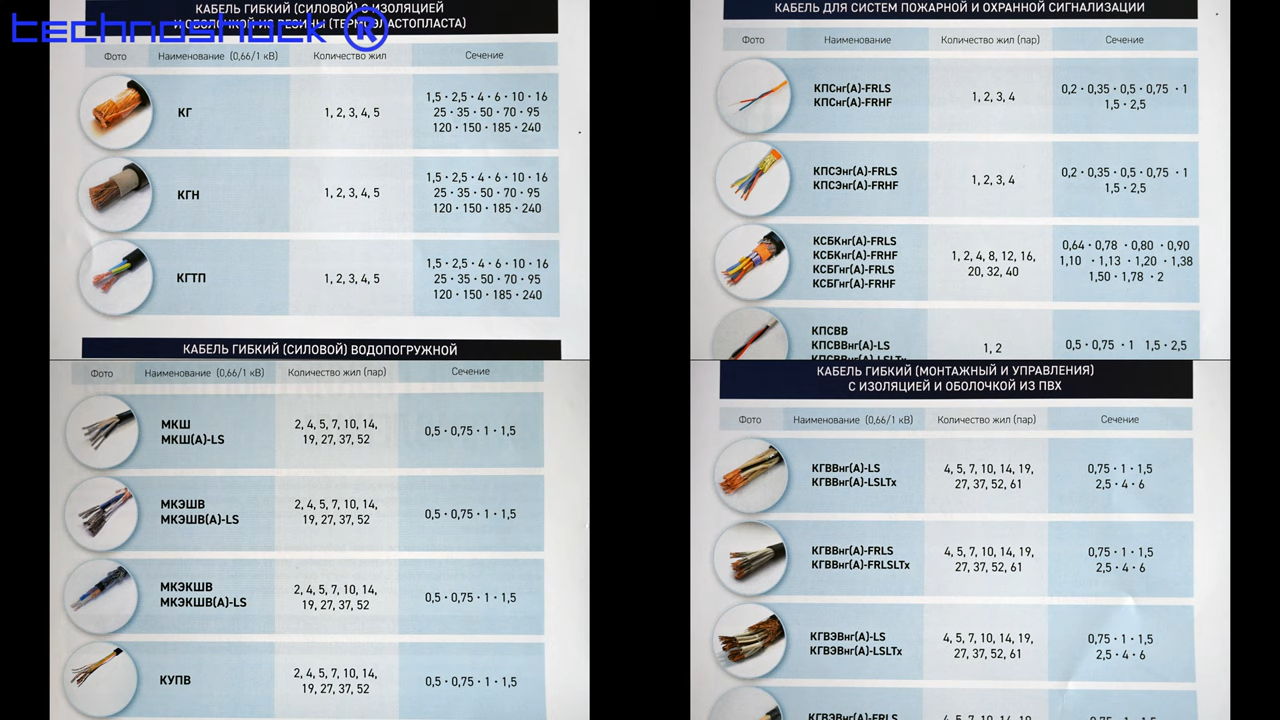 technoshock ®
КАБЕЛЬ ГИБКИЙ (СИЛОВОЙ) С ИЗОЛЯЦИЕЙ
И ОБОЛОЧКОЙ ИЗ РЕЗИНЫ (ТЕРМОЭЛАСТОПЛАСТА)
Фото Наименование (0,66/1 кВ) Количество жил Сечение
КГ 1, 2, 3, 4, 5
1,5 · 2,5 · 4 · 6 · 10 · 16
25 · 35 · 50 · 70 · 95
120 · 150 · 185 · 240
КГН 1, 2, 3, 4, 5
1,5 · 2,5 · 4 · 6 · 10 · 16
25 · 35 · 50 · 70 · 95
120 · 150 · 185 · 240
КГТП 1, 2, 3, 4, 5
1,5 · 2,5 · 4 · 6 · 10 · 16
25 · 35 · 50 · 70 · 95
120 · 150 · 185 · 240
КАБЕЛЬ ГИБКИЙ (СИЛОВОЙ) ВОДОПОГРУЖНОЙ
КАБЕЛЬ ДЛЯ СИСТЕМ ПОЖАРНОЙ И ОХРАННОЙ СИГНАЛИЗАЦИИ
Фото Наименование Количество жил (пар) Сечение
КПСнг(А)-FRLS
КПСнг(А)-FRHF
1, 2, 3, 4
0,2 · 0,35 · 0,5 · 0,75 · 1
1,5 · 2,5
КПСЭнг(А)-FRLS
КПСЭнг(А)-FRHF
1, 2, 3, 4
0,2 · 0,35 · 0,5 · 0,75 · 1
1,5 · 2,5
КСБКнг(А)-FRLS
КСБКнг(А)-FRHF
КСБГнг(А)-FRLS
КСБГнг(А)-FRHF
1, 2, 4, 8, 12, 16,
20, 32, 40
0,64 · 0,78 · 0,80 · 0,90
1,10 · 1,13 · 1,20 · 1,38
1,50 · 1,78 · 2
КПСВВ
КПСВВнг(А)-LS
КПСВВнг(А)-LSLTx
1, 2
0,5 · 0,75 · 1 1,5 · 2,5
Фото Наименование (0,66/1 кВ) Количество жил (пар) Сечение
МКШ
МКШ(А)-LS
2, 4, 5, 7, 10, 14,
19, 27, 37, 52
0,5 · 0,75 · 1 · 1,5
МКЭШВ
МКЭШВ(А)-LS
2, 4, 5, 7, 10, 14,
19, 27, 37, 52
0,5 · 0,75 · 1 · 1,5
МКЭКШВ
МКЭКШВ(А)-LS
2, 4, 5, 7, 10, 14,
19, 27, 37, 52
0,5 · 0,75 · 1 · 1,5
КУПВ
2, 4, 5, 7, 10, 14,
19, 27, 37, 52
0,5 · 0,75 · 1 · 1,5
КАБЕЛЬ ГИБКИЙ (МОНТАЖНЫЙ И УПРАВЛЕНИЯ)
С ИЗОЛЯЦИЕЙ И ОБОЛОЧКОЙ ИЗ ПВХ
Фото Наименование (0,66/1 кВ) Количество жил (пар) Сечение
КГВВнг(А)-LS
КГВВнг(А)-LSLTx
4, 5, 7, 10, 14, 19,
27, 37, 52, 61
0,75 · 1 · 1,5
2,5 · 4 · 6
КГВВнг(А)-FRLS
КГВВнг(А)-FRLSLTx
4, 5, 7, 10, 14, 19,
27, 37, 52, 61
0,75 · 1 · 1,5
2,5 · 4 · 6
КГВЭВнг(А)-LS
КГВЭВнг(А)-LSLTx
4, 5, 7, 10, 14, 19,
27, 37, 52, 61
0,75 · 1 · 1,5
2,5 · 4 · 6
КГВЭВнг(А)-FRLS
4, 5, 7, 10, 14, 19,
0,75 · 1 · 1,5